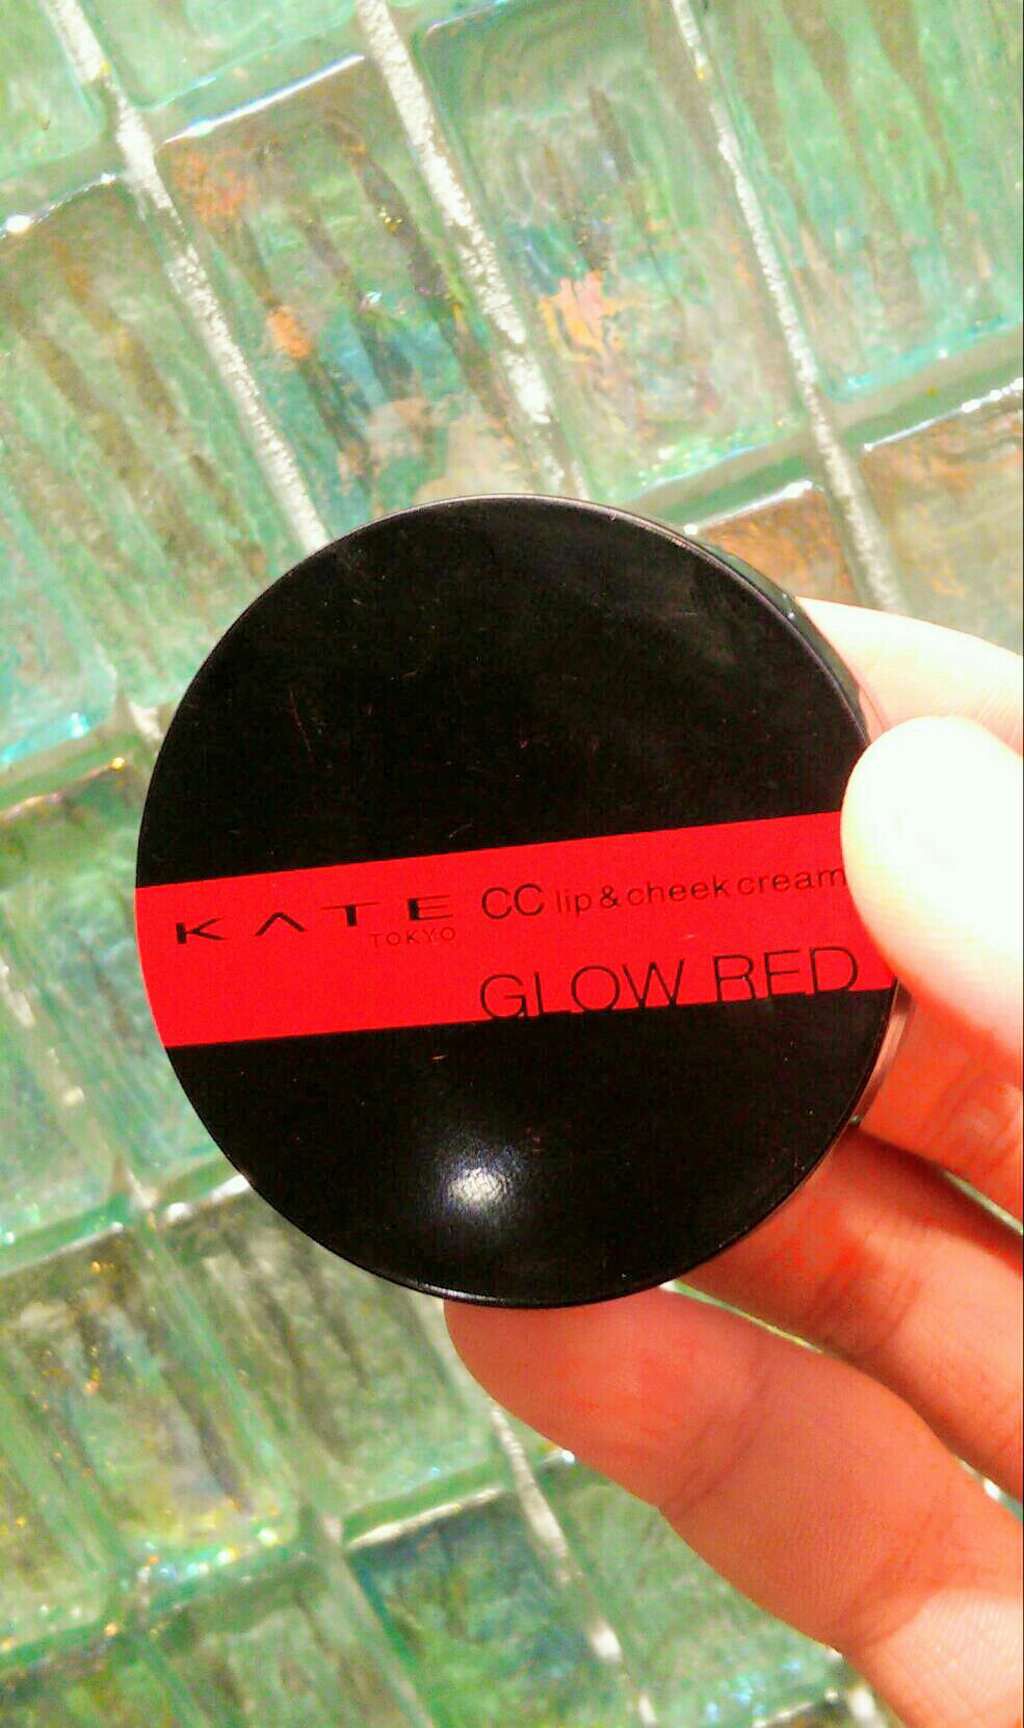 KATE
TOKYO
CC lip & cheek cream
GLOW RED